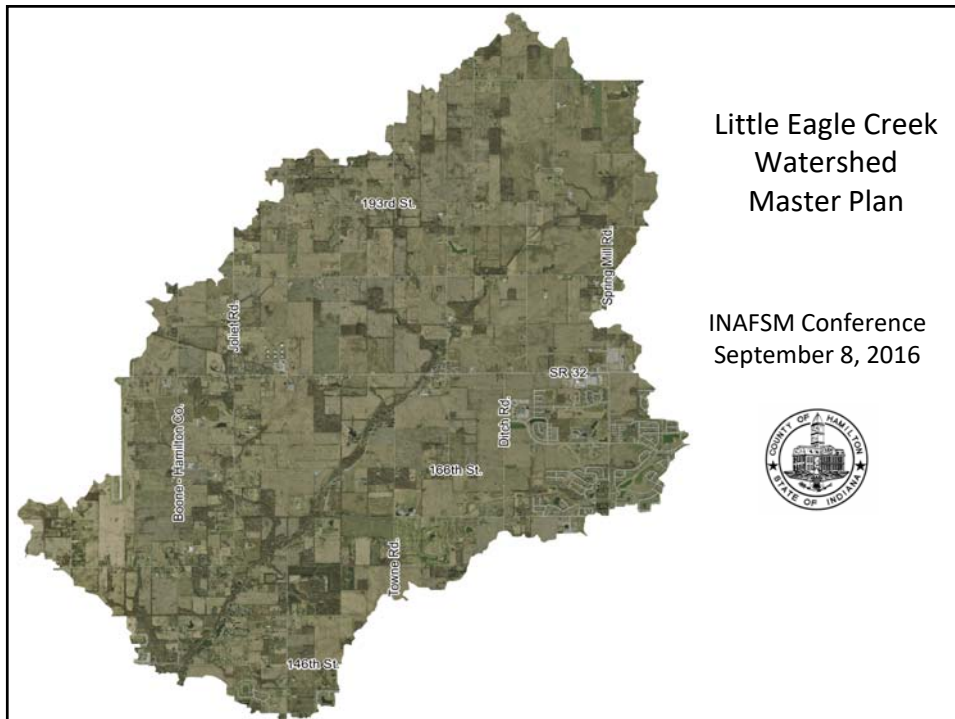 Little Eagle Creek
Watershed
Master Plan
INAFSM Conference
September 8, 2016
COUNTY OF HAMILTON
STATE OF INDIANA
193rd St.
Spring Mill Rd.
Joliet Rd.
SR 32
Ditch Rd.
Boone - Hamilton Co.
166th St.
Towne Rd.
146th St.